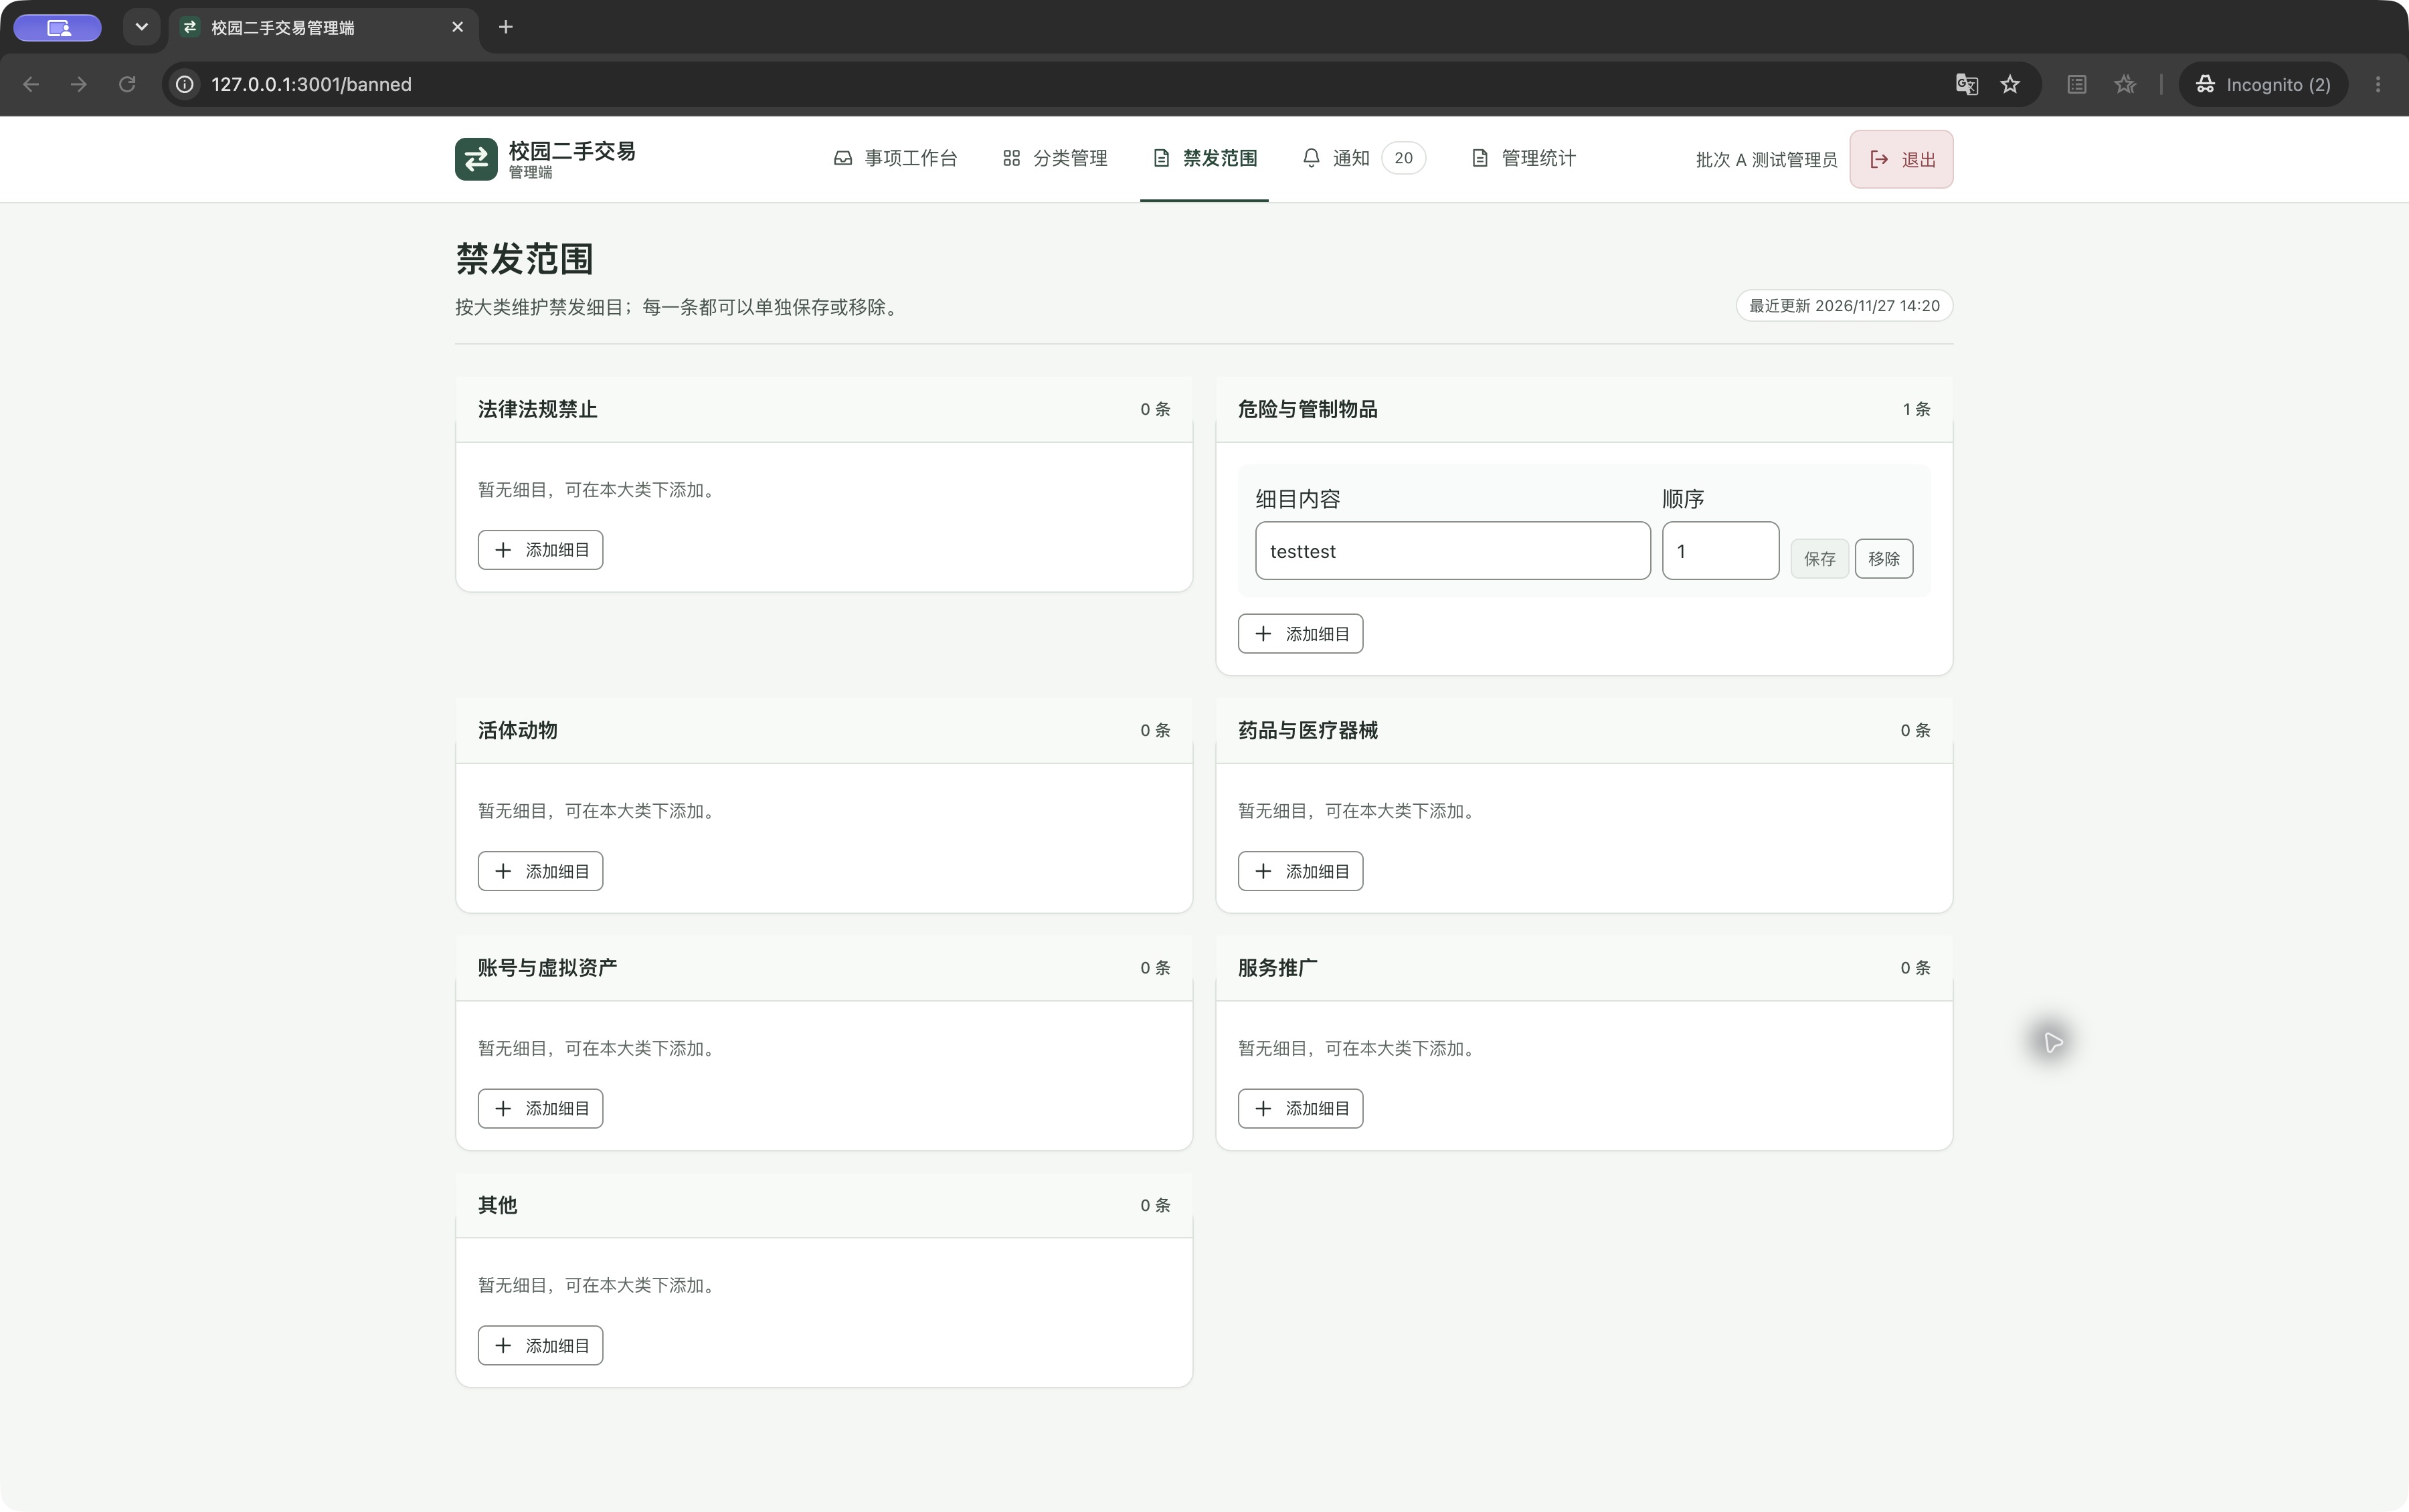 校园二手交易管理端
127.0.0.1:3001/banned
Incognito (2)
校园二手交易
管理端
事项工作台
分类管理
禁发范围
通知 20
管理统计
批次 A 测试管理员
退出
禁发范围
按大类维护禁发细目；每一条都可以单独保存或移除。
最近更新 2026/11/27 14:20
法律法规禁止 0 条
暂无细目，可在本大类下添加。
添加细目
危险与管制物品 1 条
细目内容 顺序
testtest 1 保存 移除
添加细目
活体动物 0 条
暂无细目，可在本大类下添加。
添加细目
药品与医疗器械 0 条
暂无细目，可在本大类下添加。
添加细目
账号与虚拟资产 0 条
暂无细目，可在本大类下添加。
添加细目
服务推广 0 条
暂无细目，可在本大类下添加。
添加细目
其他 0 条
暂无细目，可在本大类下添加。
添加细目